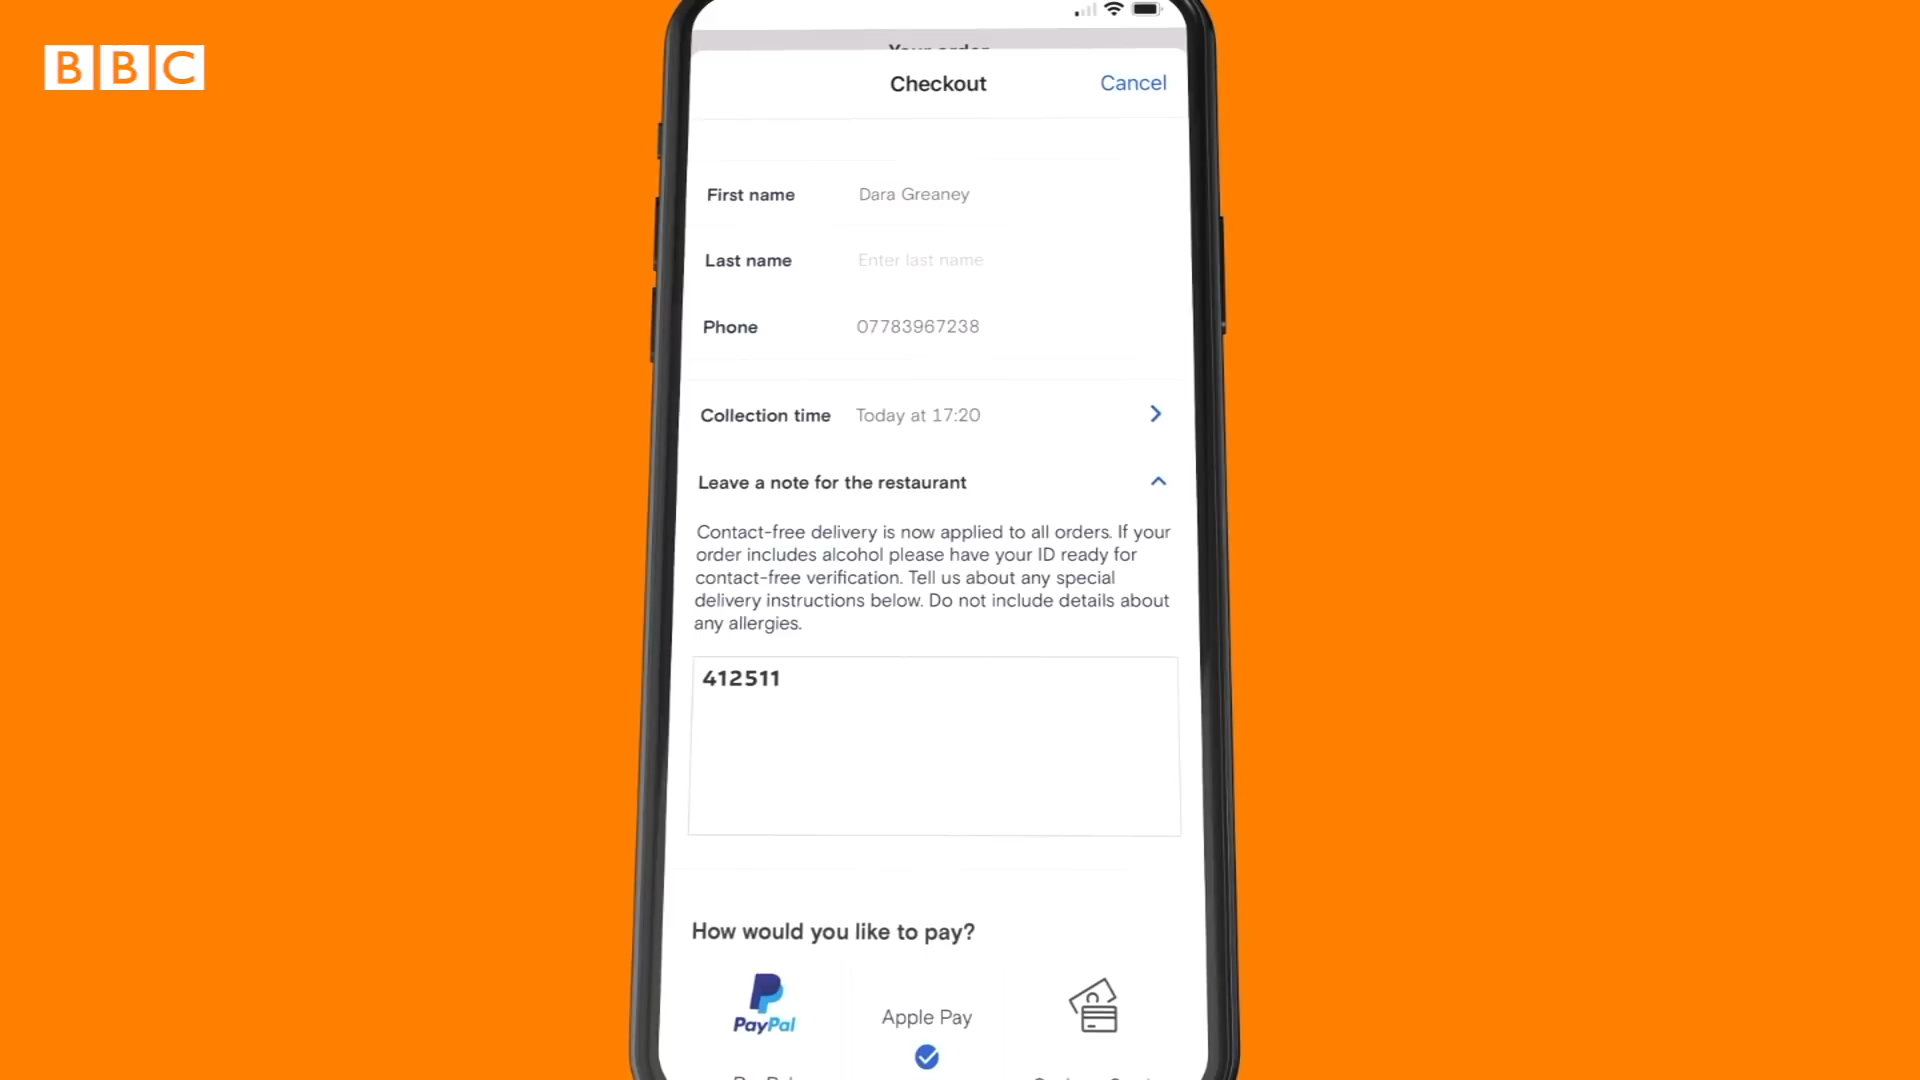 BBC
Checkout
Cancel
First name
Dara Greaney
Last name
Enter last name
Phone
07783967238
Collection time
Today at 17:20
Leave a note for the restaurant
Contact-free delivery is now applied to all orders. If your
order includes alcohol please have your ID ready for
contact-free verification. Tell us about any special
delivery instructions below. Do not include details about
any allergies.
412511
How would you like to pay?
PayPal
Apple Pay